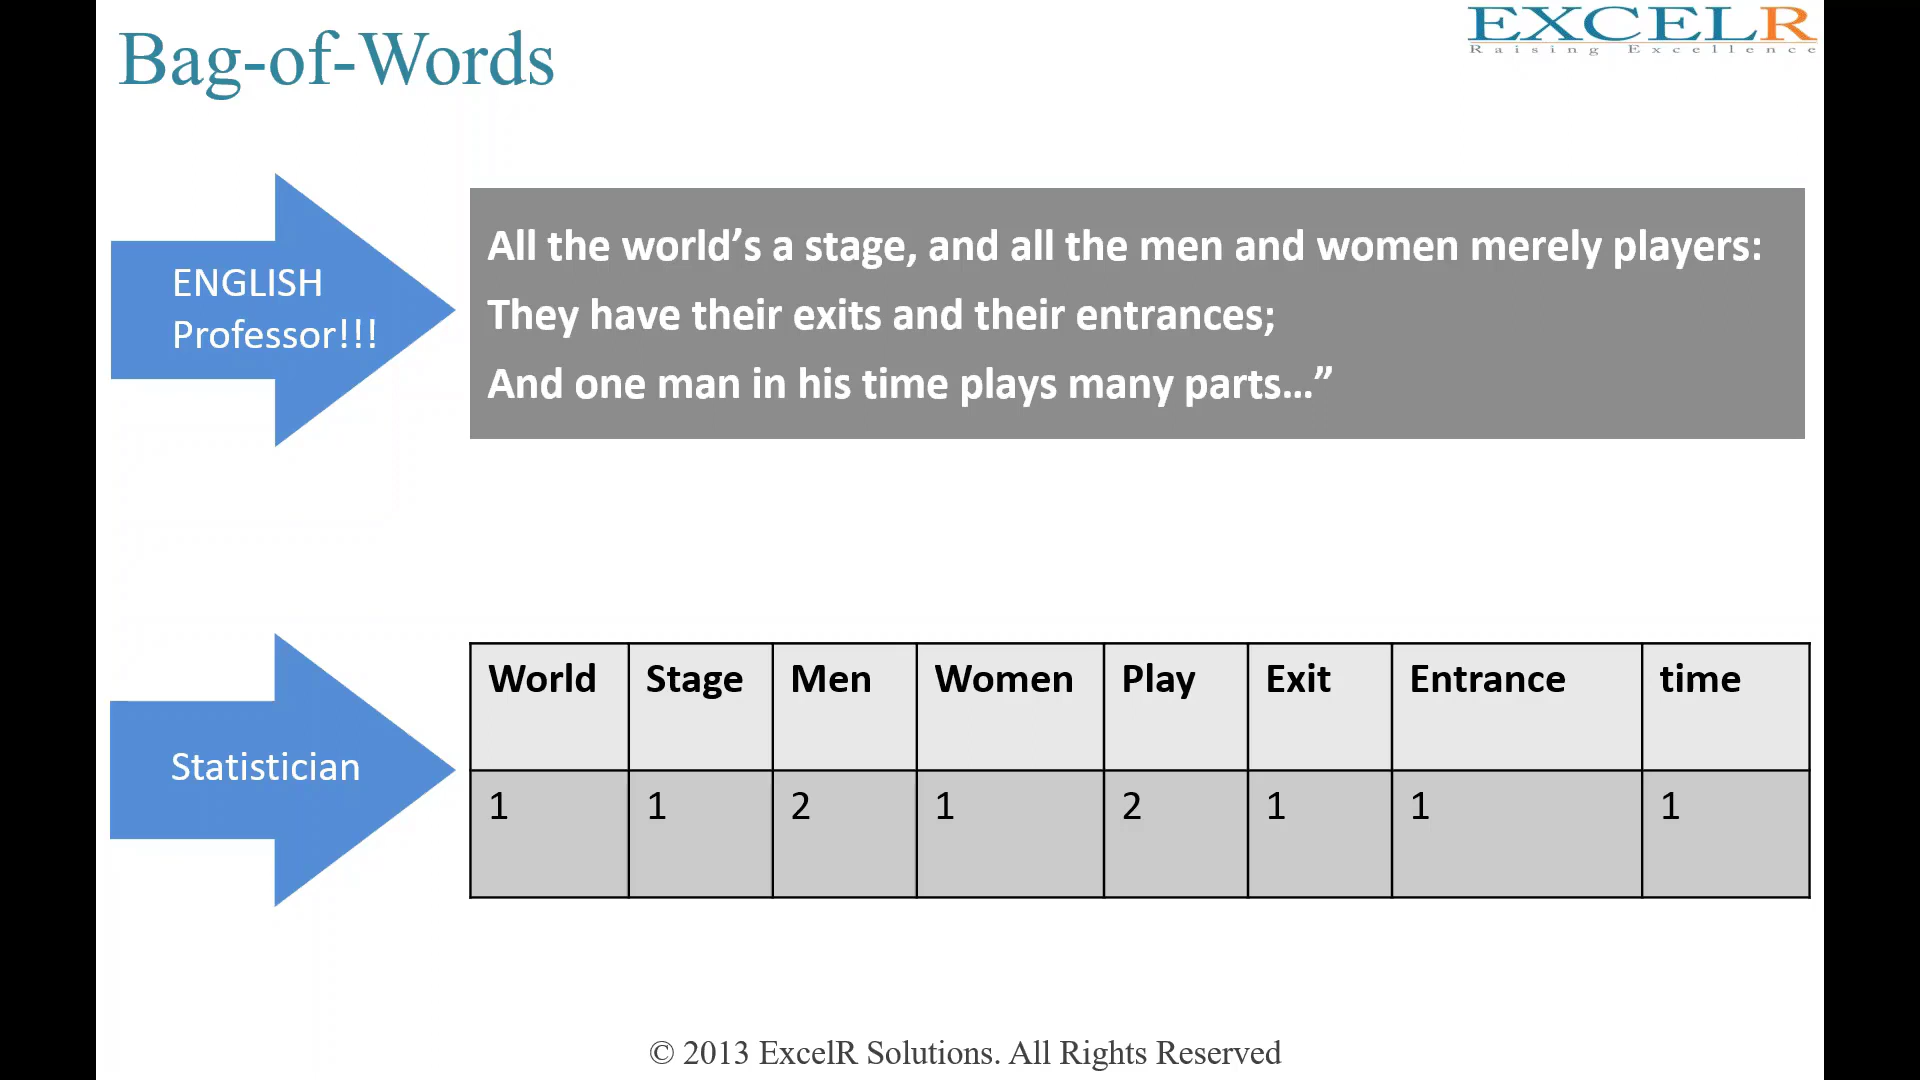 Bag-of-Words
EXCELR
Raising Excellence
ENGLISH
Professor!!!
All the world’s a stage, and all the men and women merely players:
They have their exits and their entrances;
And one man in his time plays many parts…”
Statistician
World Stage Men Women Play Exit Entrance time
1 1 2 1 2 1 1 1
© 2013 ExcelR Solutions. All Rights Reserved